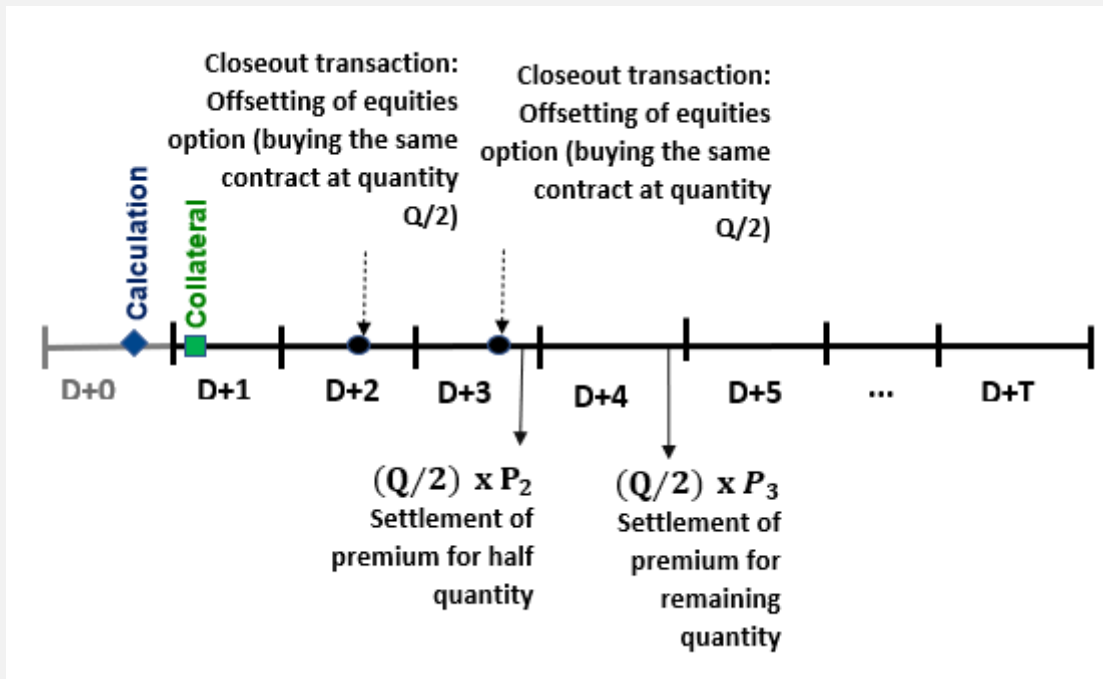 Closeout transaction:
Offsetting of equities
option (buying the same
contract at quantity
Q/2)
Closeout transaction:
Offsetting of equities
option (buying the same
contract at quantity
Q/2)
Calculation
Collateral
D+0
D+1
D+2
D+3
D+4
D+5
...
D+T
(Q/2) x P₂
Settlement of
premium for half
quantity
(Q/2) x P₃
Settlement of
premium for
remaining
quantity